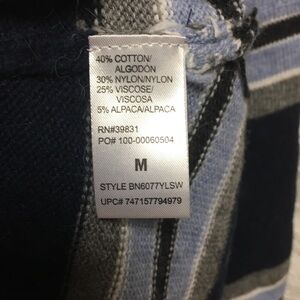 40% COTTON/
ALGODÓN
30% NYLON/NYLON
25% VISCOSE/
VISCOSA
5% ALPACA/ALPACA
RN#39831
PO# 100-00060504
M
STYLE BN6077YLSW
UPC# 747157794979